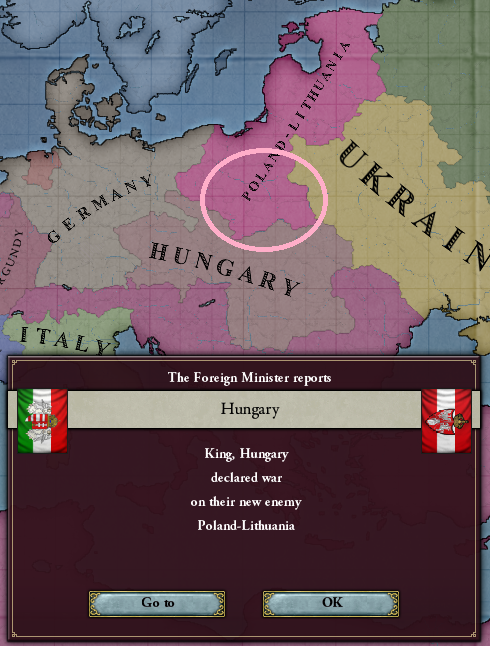 POLAND-LITHUANIA
UKRAIN
GERMANY
RGUNDY
HUNGARY
ITALY
The Foreign Minister reports
Hungary
King, Hungary
declared war
on their new enemy
Poland-Lithuania
Go to
OK